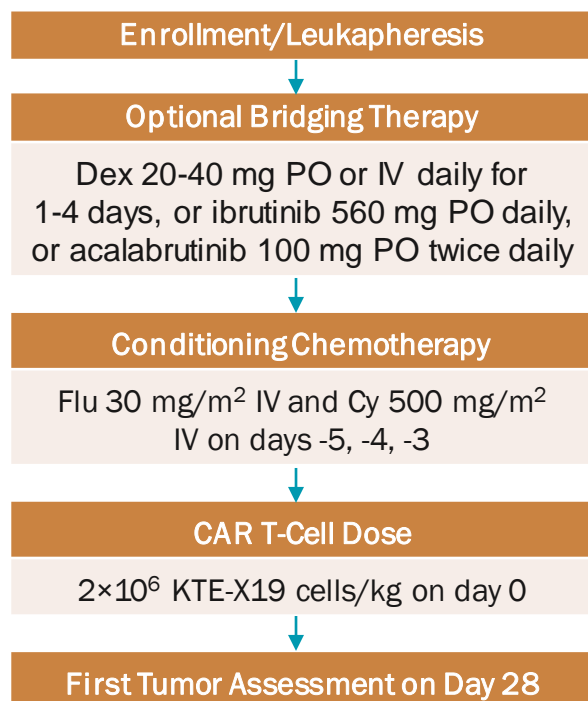 Enrollment/Leukapheresis
Optional Bridging Therapy
Dex 20-40 mg PO or IV daily for
1-4 days, or ibrutinib 560 mg PO daily,
or acalabrutinib 100 mg PO twice daily
Conditioning Chemotherapy
Flu 30 mg/m² IV and Cy 500 mg/m²
IV on days -5, -4, -3
CAR T-Cell Dose
2×10⁶ KTE-X19 cells/kg on day 0
First Tumor Assessment on Day 28